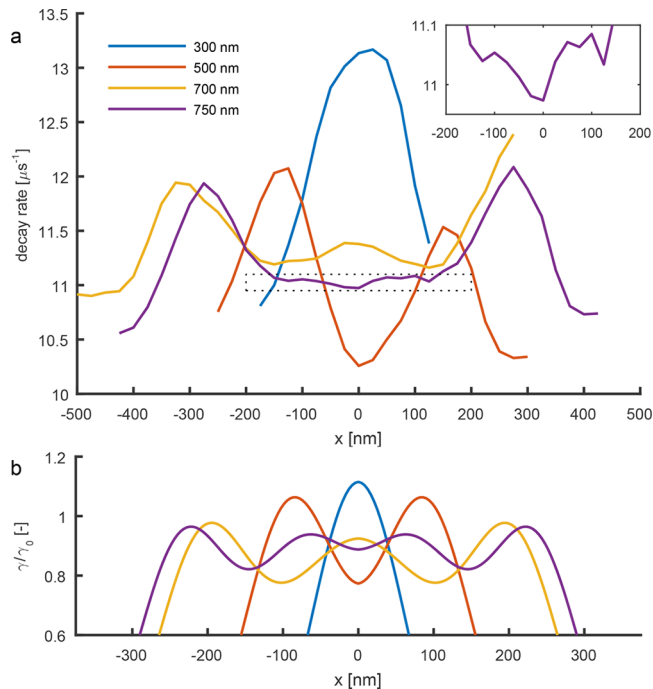 a
13.5
13
12.5
12
11.5
11
10.5
10
decay rate [μs⁻¹]
300 nm
500 nm
700 nm
750 nm
11.1
11
-200 -100 0 100 200
-500 -400 -300 -200 -100 0 100 200 300 400 500
x [nm]
b
1.2
1
0.8
0.6
γ/γ₀ [-]
-300 -200 -100 0 100 200 300
x [nm]